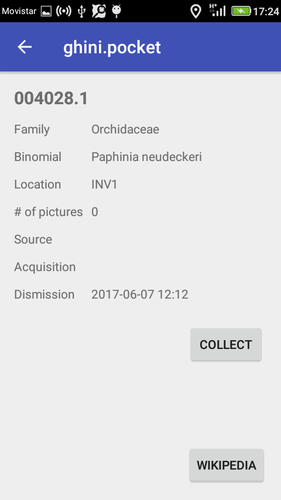 Movistar 17:24
ghini.pocket
004028.1
Family Orchidaceae
Binomial Paphinia neudeckeri
Location INV1
# of pictures 0
Source
Acquisition
Dismission 2017-06-07 12:12
COLLECT
WIKIPEDIA